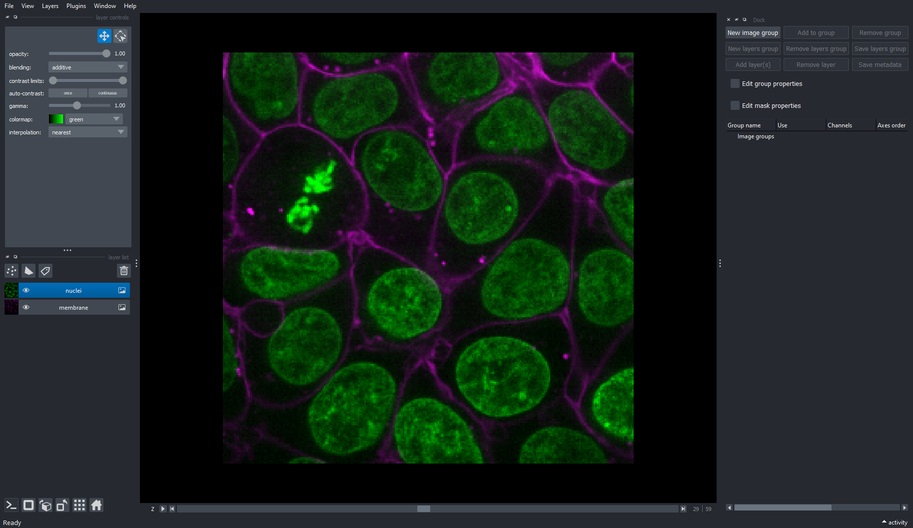 File View Layers Plugins Window Help
layer controls
opacity: 1.00
blending: additive
contrast limits:
auto-contrast: once continuous
gamma: 1.00
colormap: green
interpolation: nearest
layer list
nuclei
membrane
Z 29 59
Ready
Dock
New image group Add to group Remove group
New layers group Remove layers group Save layers group
Add layer(s) Remove layer Save metadata
Edit group properties
Edit mask properties
Group name Use Channels Axes order
Image groups
activity